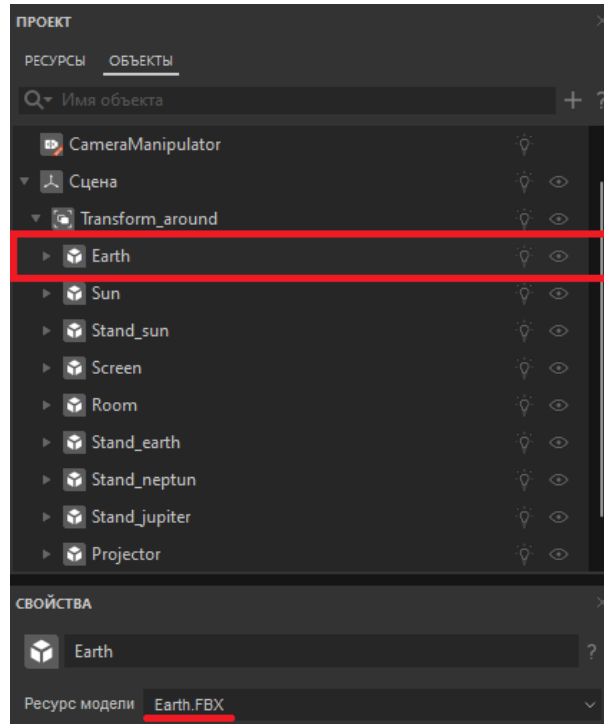 ПРОЕКТ
РЕСУРСЫ ОБЪЕКТЫ
Имя объекта
CameraManipulator
Сцена
Transform_around
Earth
Sun
Stand_sun
Screen
Room
Stand_earth
Stand_neptun
Stand_jupiter
Projector
СВОЙСТВА
Earth ?
Ресурс модели Earth.FBX